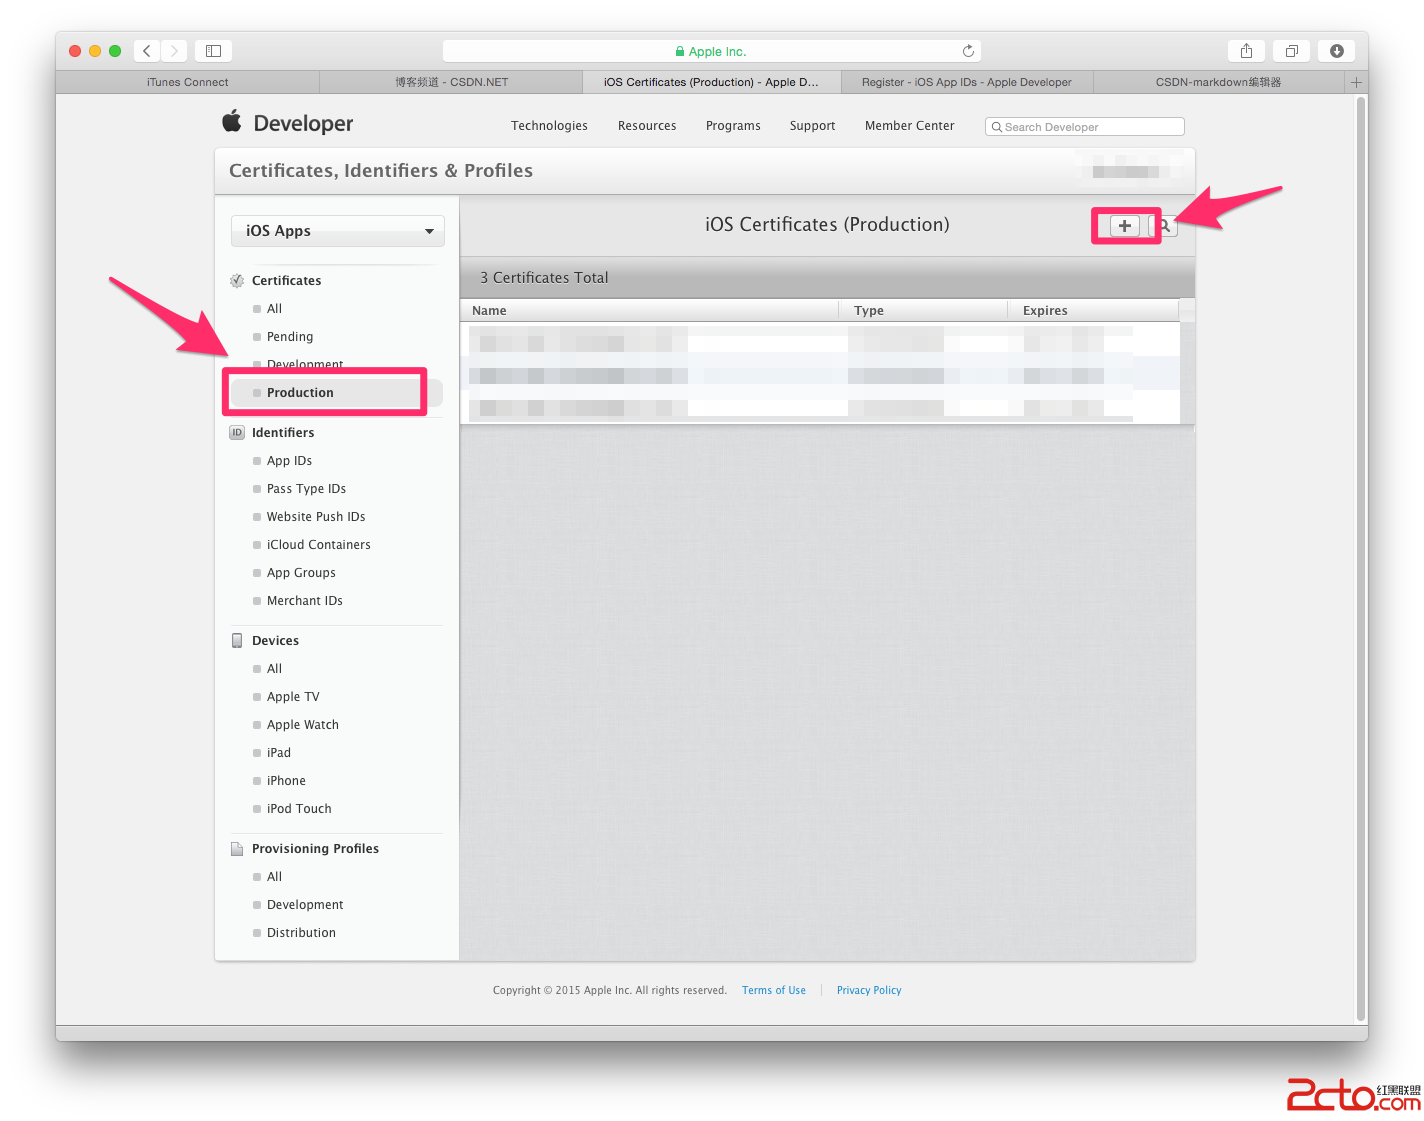 Apple Inc.
iTunes Connect
博客频道 - CSDN.NET
iOS Certificates (Production) - Apple D...
Register - iOS App IDs - Apple Developer
CSDN-markdown编辑器
Developer
Technologies
Resources
Programs
Support
Member Center
Search Developer
Certificates, Identifiers & Profiles
iOS Apps
iOS Certificates (Production)
3 Certificates Total
Name
Type
Expires
Certificates
All
Pending
Development
Production
ID
Identifiers
App IDs
Pass Type IDs
Website Push IDs
iCloud Containers
App Groups
Merchant IDs
Devices
All
Apple TV
Apple Watch
iPad
iPhone
iPod Touch
Provisioning Profiles
All
Development
Distribution
Copyright © 2015 Apple Inc. All rights reserved.
Terms of Use
Privacy Policy
2cto.com
红黑联盟